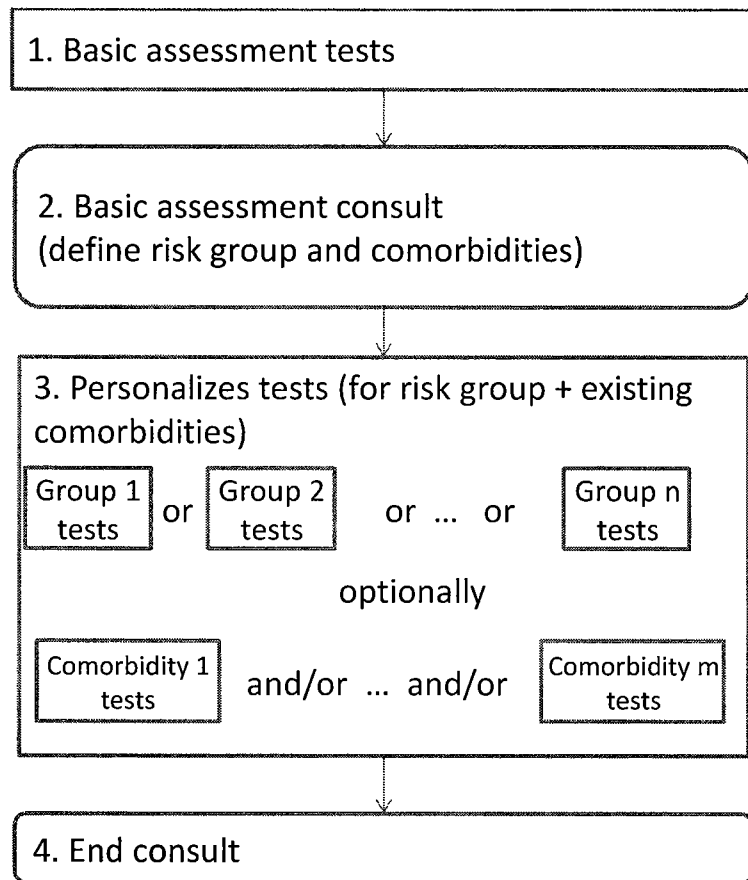 1. Basic assessment tests
2. Basic assessment consult
(define risk group and comorbidities)
3. Personalizes tests (for risk group + existing
comorbidities)
Group 1 or Group 2 or ... or Group n
tests tests tests
optionally
Comorbidity 1 and/or ... and/or Comorbidity m
tests tests
4. End consult